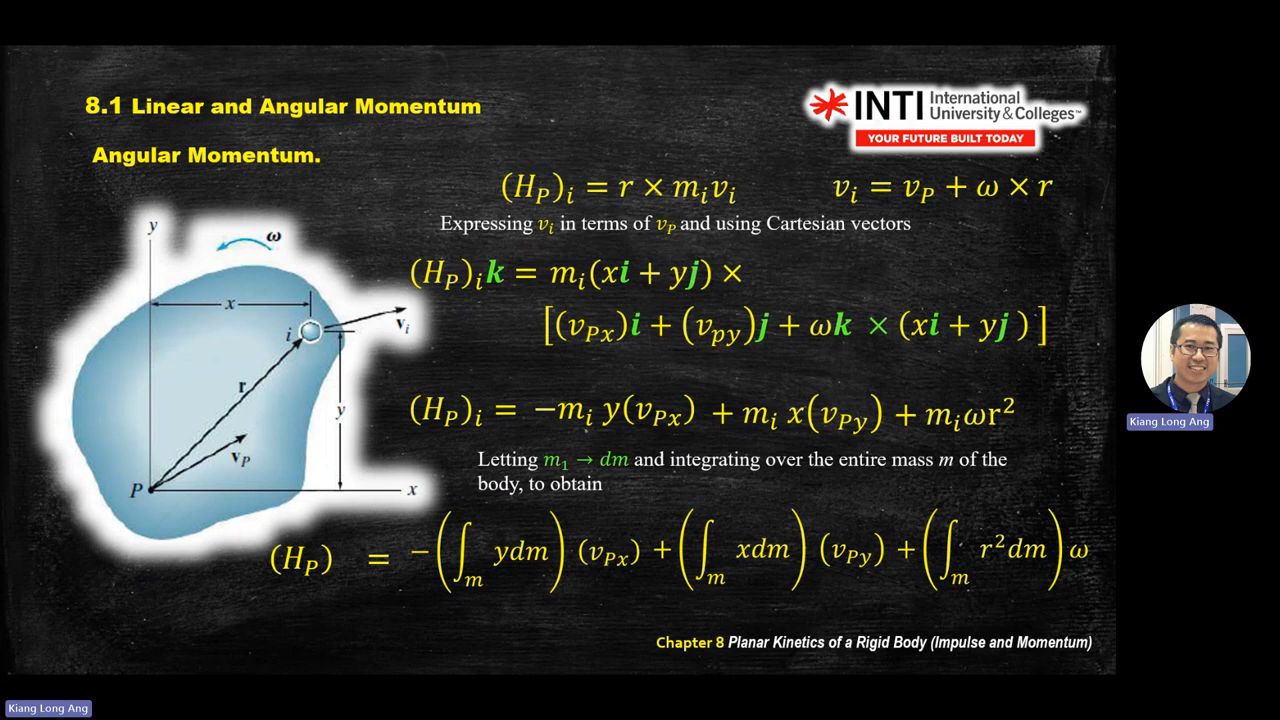 8.1 Linear and Angular Momentum
INTI International University & Colleges™
YOUR FUTURE BUILT TODAY
Angular Momentum.
(H_P)_i = r × m_i v_i    v_i = v_P + ω × r
Expressing v_i in terms of v_P and using Cartesian vectors
(H_P)_i k = m_i(xi + yj) ×
[(v_Px)i + (v_py)j + ωk × (xi + yj)]
(H_P)_i = −m_i y(v_Px) + m_i x(v_Py) + m_i ωr²
Letting m_1 → dm and integrating over the entire mass m of the
body, to obtain
(H_P) = −(∫_m ydm)(v_Px) + (∫_m xdm)(v_Py) + (∫_m r²dm)ω
y
ω
x
i
v_i
r
y
v_P
P
x
Chapter 8 Planar Kinetics of a Rigid Body (Impulse and Momentum)
Kiang Long Ang
Kiang Long Ang